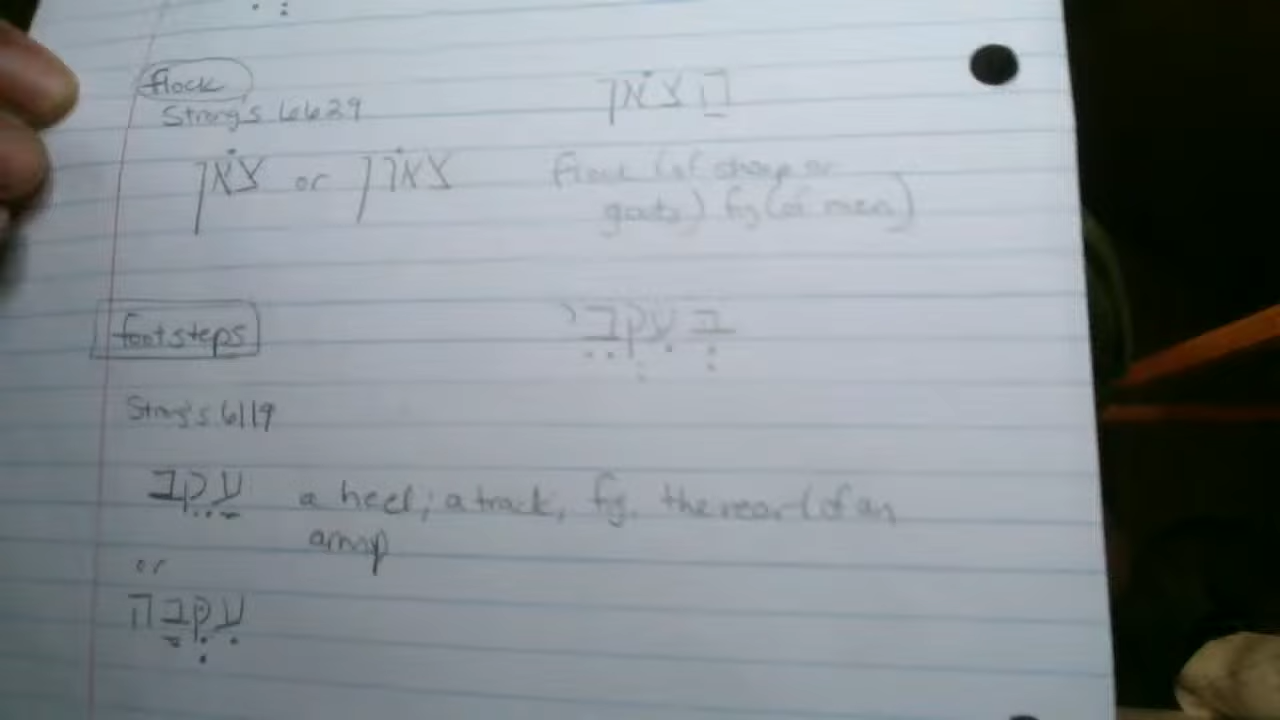 flock
Strong's 6629
הַצֹאן
צֹאן or צֹאון
flock (of sheep or
goats) fig (of men)
footsteps
בְּעִקְבֵי
Strong's 6119
עָקֵב a heel; a track, fig. the rear (of an
army
or
עִקְּבָה